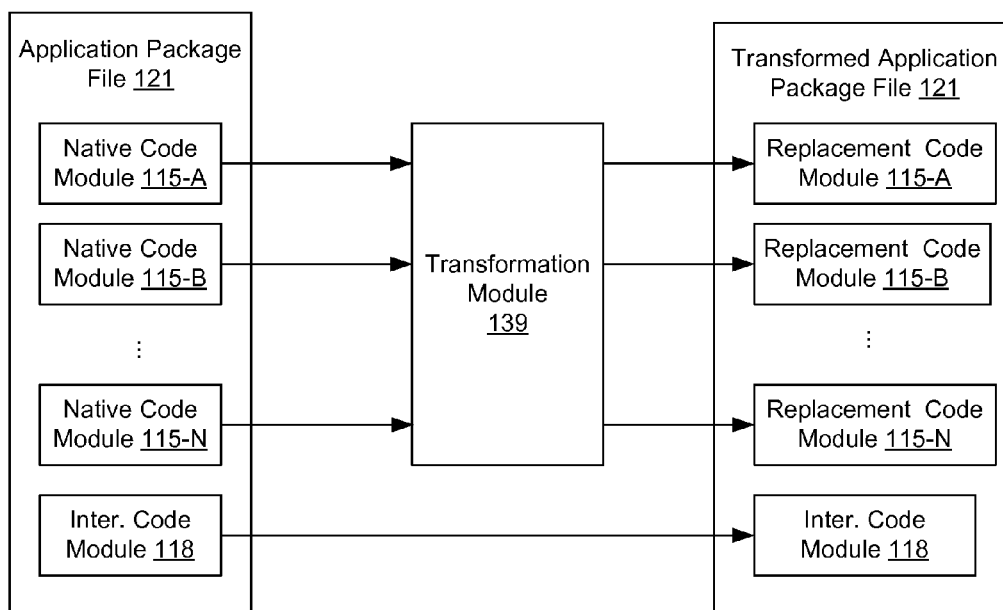 Application Package
File 121
Native Code
Module 115-A
Native Code
Module 115-B
...
Native Code
Module 115-N
Inter. Code
Module 118
Transformation
Module
139
Transformed Application
Package File 121
Replacement Code
Module 115-A
Replacement Code
Module 115-B
...
Replacement Code
Module 115-N
Inter. Code
Module 118